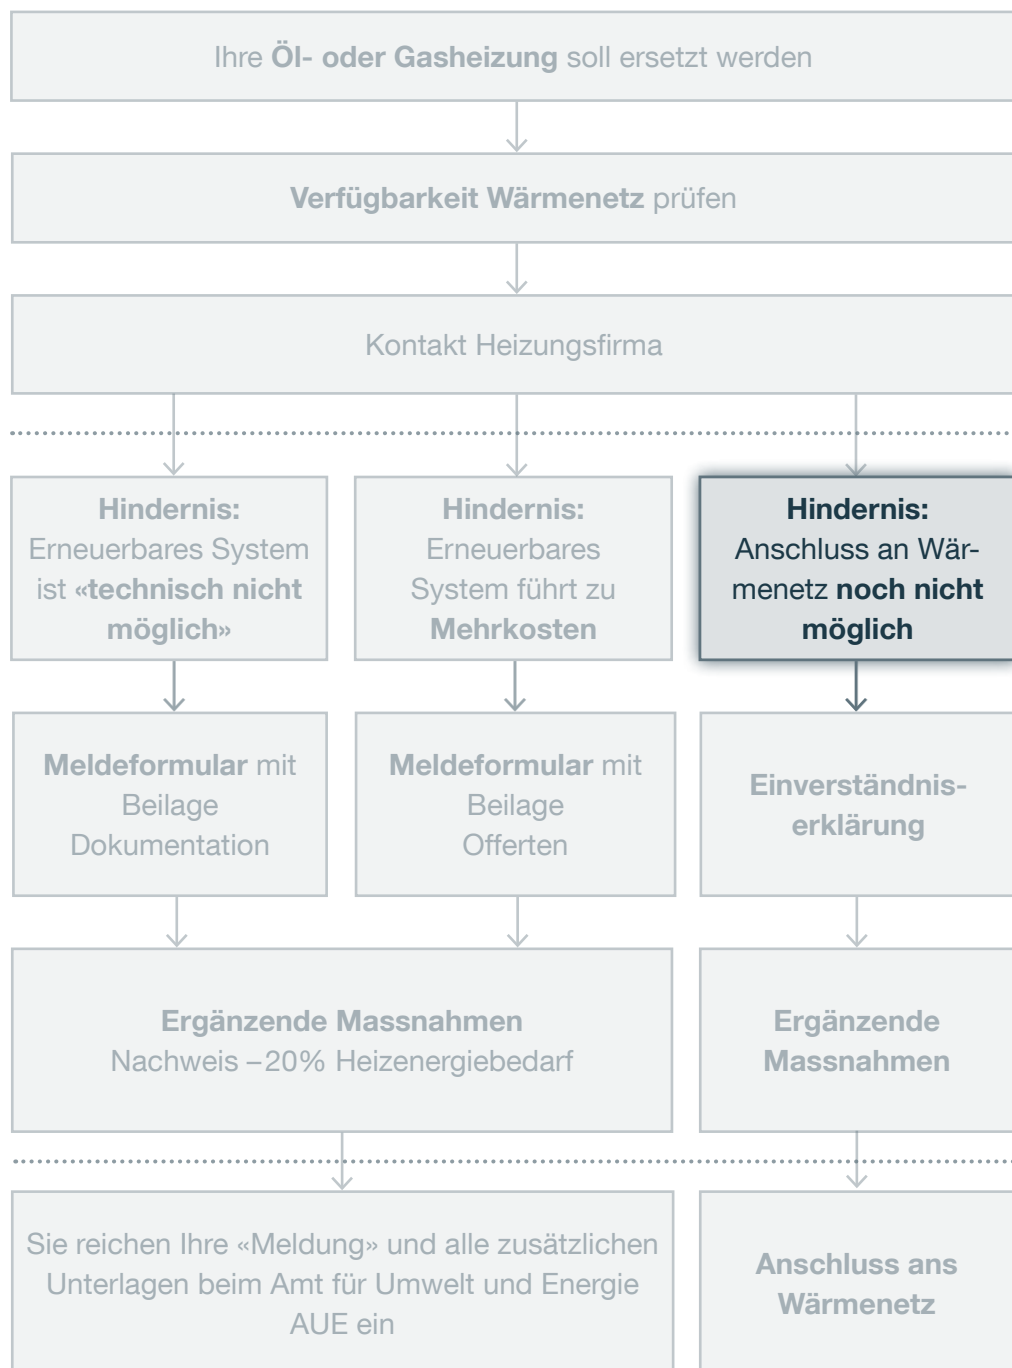 Ihre Öl- oder Gasheizung soll ersetzt werden
Verfügbarkeit Wärmenetz prüfen
Kontakt Heizungsfirma
Hindernis:
Erneuerbares System
ist «technisch nicht
möglich»
Hindernis:
Erneuerbares
System führt zu
Mehrkosten
Hindernis:
Anschluss an Wär-
menetz noch nicht
möglich
Meldeformular mit
Beilage
Dokumentation
Meldeformular mit
Beilage
Offerten
Einverständnis-
erklärung
Ergänzende Massnahmen
Nachweis –20% Heizenergiebedarf
Ergänzende
Massnahmen
Sie reichen Ihre «Meldung» und alle zusätzlichen
Unterlagen beim Amt für Umwelt und Energie
AUE ein
Anschluss ans
Wärmenetz